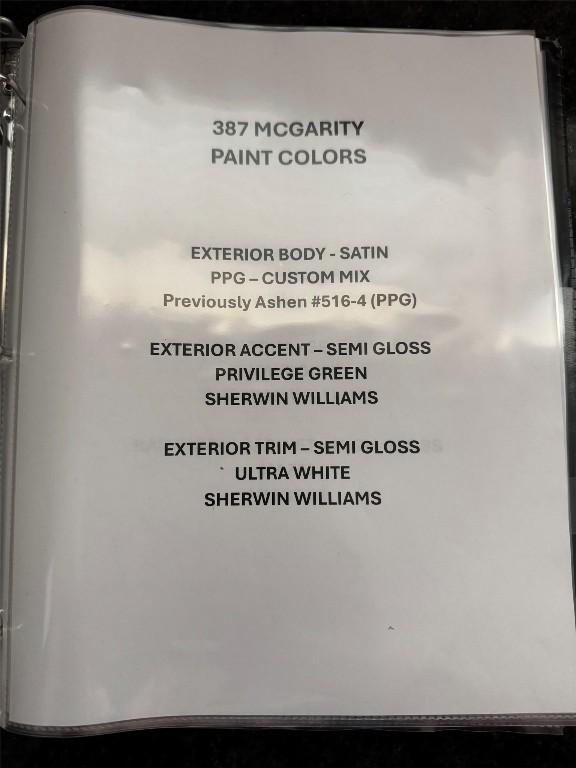 387 MCGARITY
PAINT COLORS
EXTERIOR BODY - SATIN
PPG – CUSTOM MIX
Previously Ashen #516-4 (PPG)
EXTERIOR ACCENT – SEMI GLOSS
PRIVILEGE GREEN
SHERWIN WILLIAMS
EXTERIOR TRIM – SEMI GLOSS
ULTRA WHITE
SHERWIN WILLIAMS